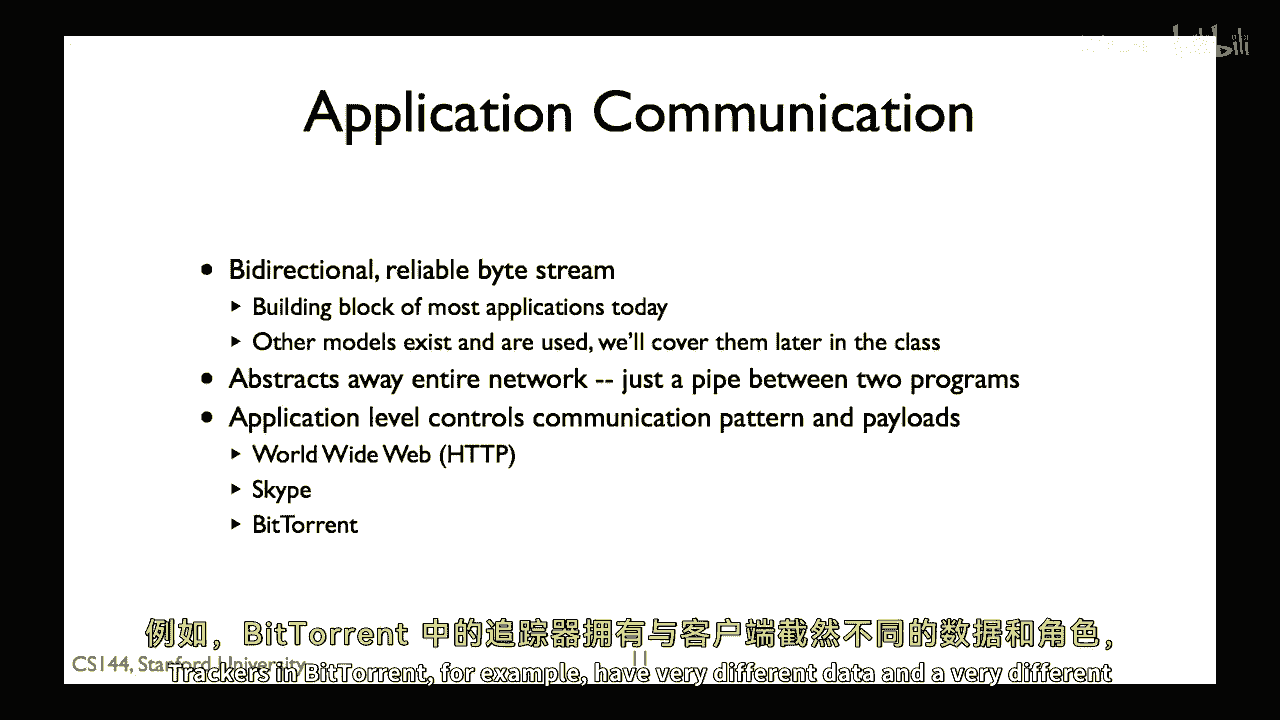 Application Communication
• Bidirectional, reliable byte stream
▸ Building block of most applications today
▸ Other models exist and are used, we'll cover them later in the class
• Abstracts away entire network -- just a pipe between two programs
• Application level controls communication pattern and payloads
▸ World Wide Web (HTTP)
▸ Skype
▸ BitTorrent
例如，BitTorrent 中的追踪器拥有与客户端截然不同的数据和角色，
CS144, Stanford University
11
Trackers in BitTorrent, for example, have very different data and a very different